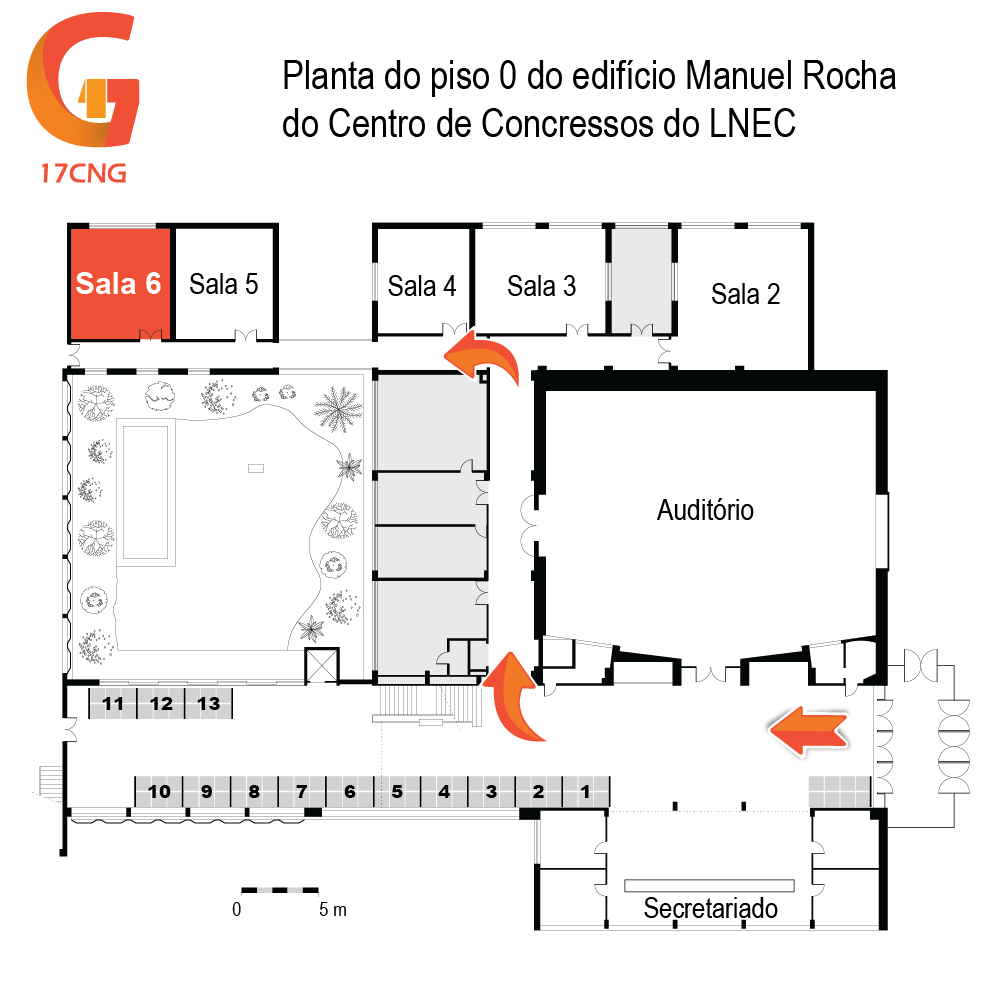 17CNG
Planta do piso 0 do edifício Manuel Rocha
do Centro de Concressos do LNEC
Sala 6
Sala 5
Sala 4
Sala 3
Sala 2
Auditório
11 12 13
10 9 8 7 6 5 4 3 2 1
0 5 m
Secretariado